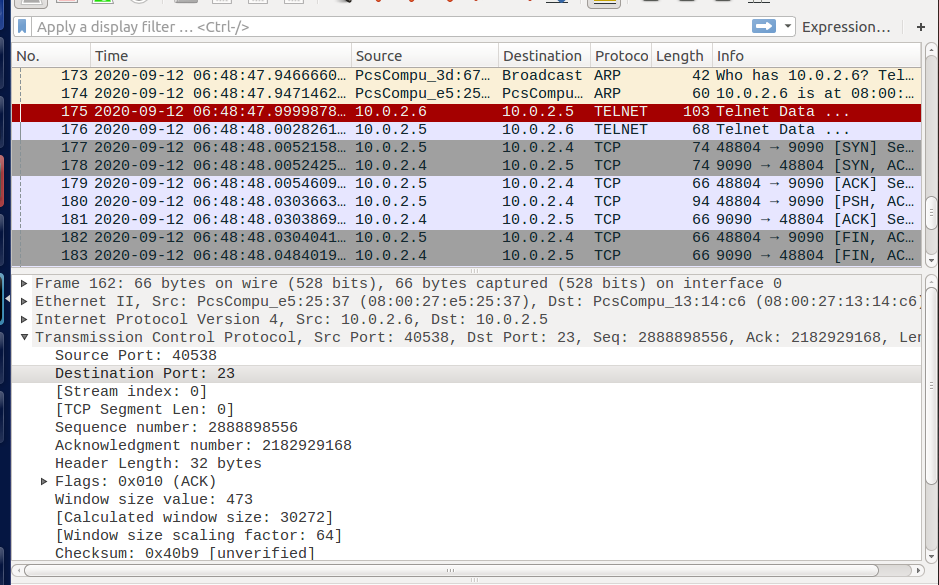 Apply a display filter ... <Ctrl-/> Expression... +
No. Time Source Destination Protoco Length Info
173 2020-09-12 06:48:47.9466660... PcsCompu_3d:67... Broadcast ARP 42 Who has 10.0.2.6? Tel...
174 2020-09-12 06:48:47.9471462... PcsCompu_e5:25... PcsCompu... ARP 60 10.0.2.6 is at 08:00:...
175 2020-09-12 06:48:47.9999878... 10.0.2.6 10.0.2.5 TELNET 103 Telnet Data ...
176 2020-09-12 06:48:48.0028261... 10.0.2.5 10.0.2.6 TELNET 68 Telnet Data ...
177 2020-09-12 06:48:48.0052158... 10.0.2.5 10.0.2.4 TCP 74 48804 → 9090 [SYN] Se...
178 2020-09-12 06:48:48.0052425... 10.0.2.4 10.0.2.5 TCP 74 9090 → 48804 [SYN, AC...
179 2020-09-12 06:48:48.0054609... 10.0.2.5 10.0.2.4 TCP 66 48804 → 9090 [ACK] Se...
180 2020-09-12 06:48:48.0303663... 10.0.2.5 10.0.2.4 TCP 94 48804 → 9090 [PSH, AC...
181 2020-09-12 06:48:48.0303869... 10.0.2.4 10.0.2.5 TCP 66 9090 → 48804 [ACK] Se...
182 2020-09-12 06:48:48.0304041... 10.0.2.5 10.0.2.4 TCP 66 48804 → 9090 [FIN, AC...
183 2020-09-12 06:48:48.0484019... 10.0.2.4 10.0.2.5 TCP 66 9090 → 48804 [FIN, AC...
Frame 162: 66 bytes on wire (528 bits), 66 bytes captured (528 bits) on interface 0
Ethernet II, Src: PcsCompu_e5:25:37 (08:00:27:e5:25:37), Dst: PcsCompu_13:14:c6 (08:00:27:13:14:c6)
Internet Protocol Version 4, Src: 10.0.2.6, Dst: 10.0.2.5
Transmission Control Protocol, Src Port: 40538, Dst Port: 23, Seq: 2888898556, Ack: 2182929168, Len
Source Port: 40538
Destination Port: 23
[Stream index: 0]
[TCP Segment Len: 0]
Sequence number: 2888898556
Acknowledgment number: 2182929168
Header Length: 32 bytes
Flags: 0x010 (ACK)
Window size value: 473
[Calculated window size: 30272]
[Window size scaling factor: 64]
Checksum: 0x40b9 [unverified]